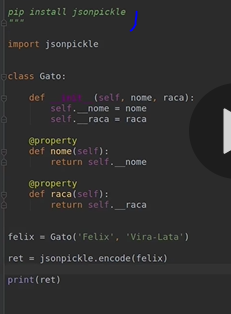 pip install jsonpickle
"""
import jsonpickle
class Gato:
def __init__(self, nome, raca):
self.__nome = nome
self.__raca = raca
@property
def nome(self):
return self.__nome
@property
def raca(self):
return self.__raca
felix = Gato('Felix', 'Vira-Lata')
ret = jsonpickle.encode(felix)
print(ret)